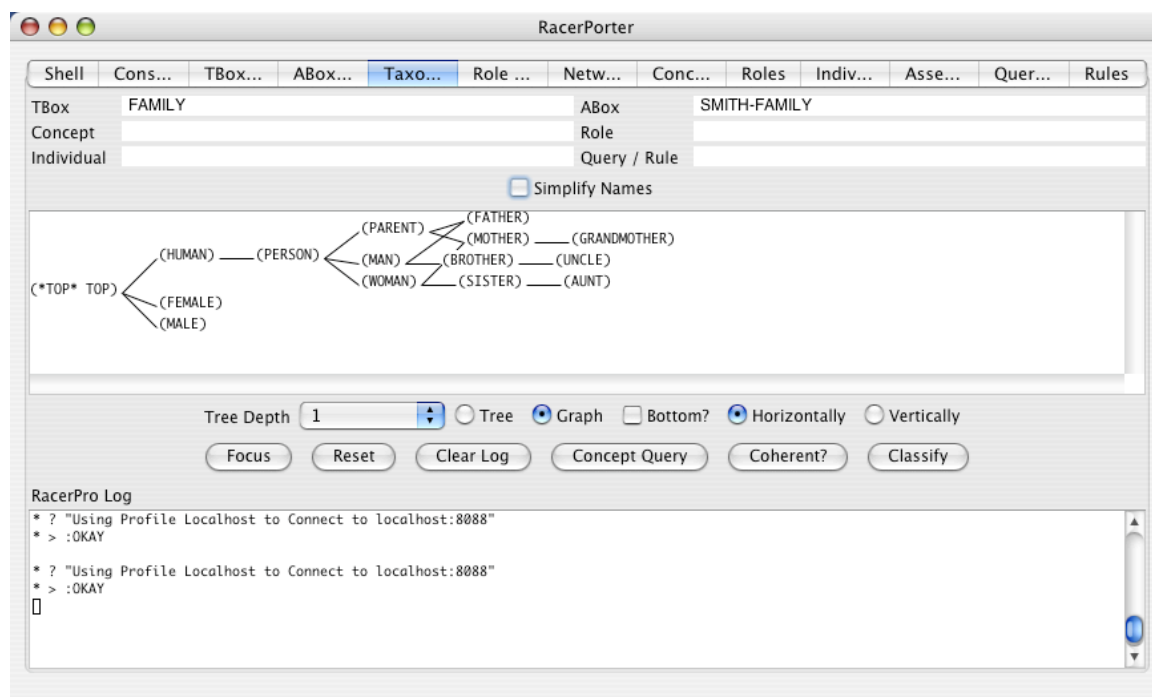 RacerPorter
Shell Cons... TBox... ABox... Taxo... Role ... Netw... Conc... Roles Indiv... Asse... Quer... Rules
TBox FAMILY ABox SMITH-FAMILY
Concept Role
Individual Query / Rule
Simplify Names
(FATHER)
(PARENT)
(MOTHER) (GRANDMOTHER)
(HUMAN) (PERSON) (MAN) (BROTHER) (UNCLE)
(WOMAN) (SISTER) (AUNT)
(*TOP* TOP)
(FEMALE)
(MALE)
Tree Depth 1 Tree Graph Bottom? Horizontally Vertically
Focus Reset Clear Log Concept Query Coherent? Classify
RacerPro Log
* ? "Using Profile Localhost to Connect to localhost:8088"
* > :OKAY
* ? "Using Profile Localhost to Connect to localhost:8088"
* > :OKAY